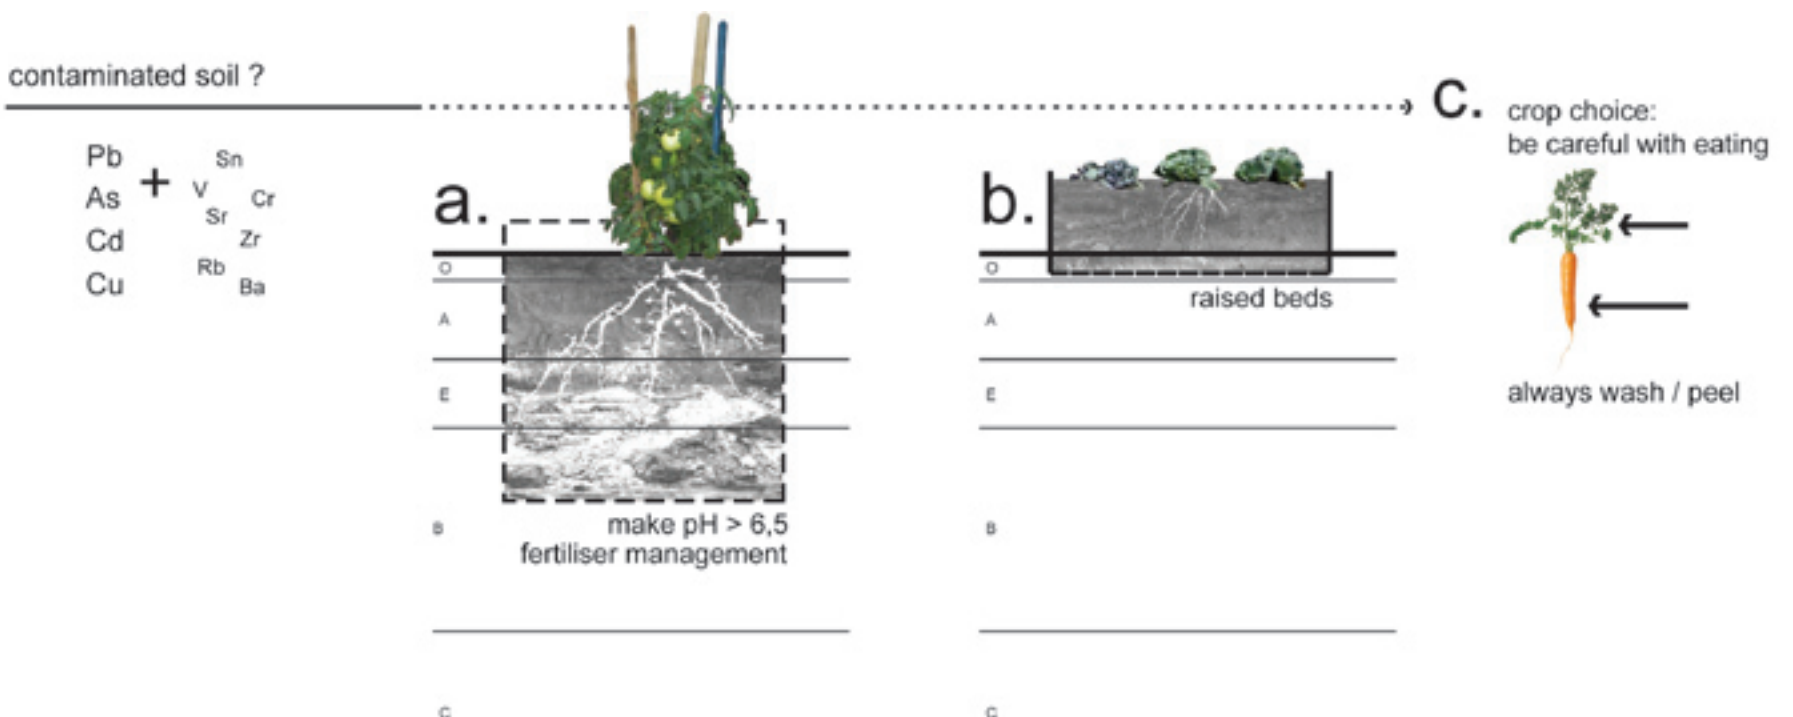 contaminated soil ?
Pb
As
Cd
Cu
+
Sn
V
Cr
Sr
Zr
Rb
Ba
a.
O
A
E
B
C
make pH > 6,5
fertiliser management
b.
O
A
E
B
C
raised beds
c.
crop choice:
be careful with eating
always wash / peel